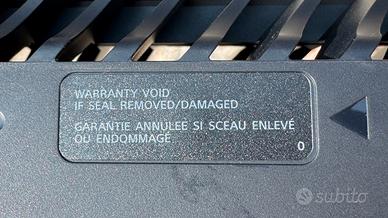 WARRANTY VOID
IF SEAL REMOVED/DAMAGED
GARANTIE ANNULEE SI SCEAU ENLEVÉ
OU ENDOMMAGÉ
0
subito